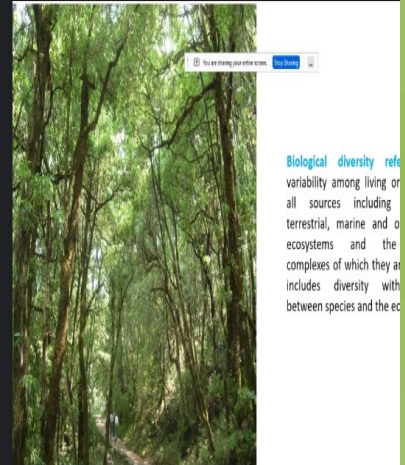 You are sharing your entire screen. Stop Sharing
Biological diversity refe
variability among living or
all sources including
terrestrial, marine and o
ecosystems and the
complexes of which they ar
includes diversity with
between species and the ec